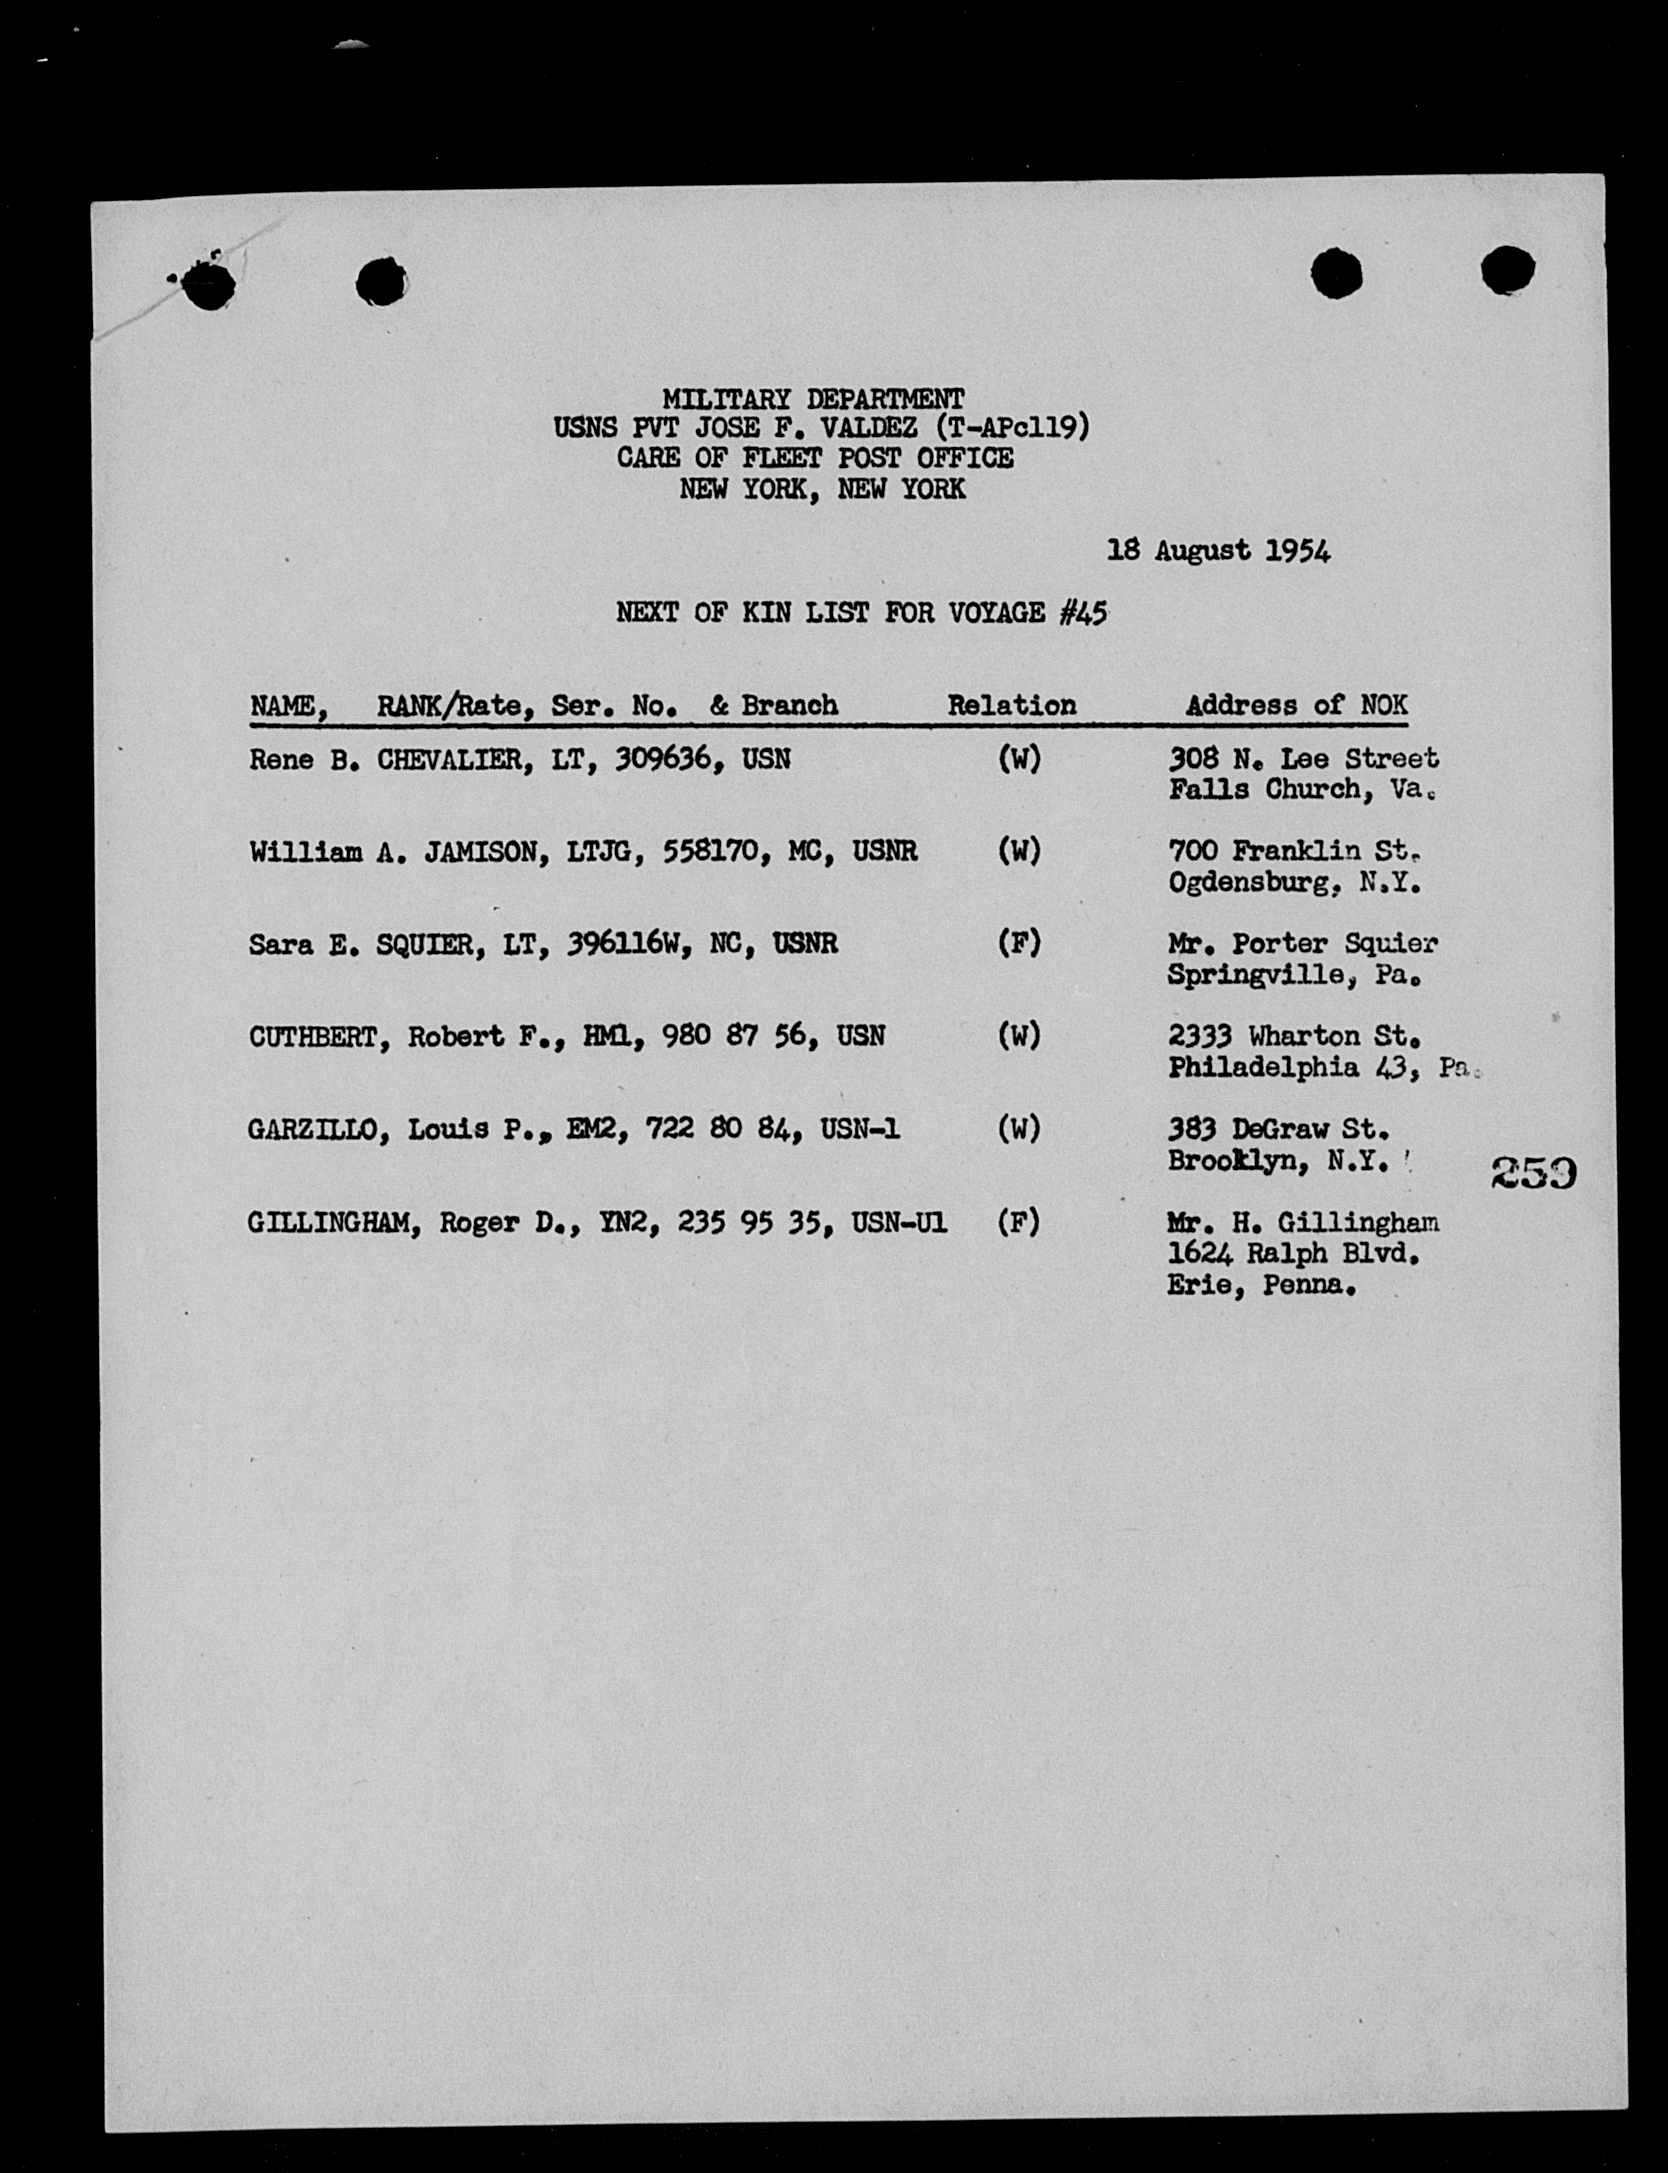 MILITARY DEPARTMENT
USNS PVT JOSE F. VALDEZ (T-APc119)
CARE OF FLEET POST OFFICE
NEW YORK, NEW YORK
18 August 1954
NEXT OF KIN LIST FOR VOYAGE #45
NAME, RANK/Rate, Ser. No. & Branch Relation Address of NOK
Rene B. CHEVALIER, LT, 309636, USN (W) 308 N. Lee Street
Falls Church, Va.
William A. JAMISON, LTJG, 558170, MC, USNR (W) 700 Franklin St.
Ogdensburg, N.Y.
Sara E. SQUIER, LT, 396116W, NC, USNR (F) Mr. Porter Squier
Springville, Pa.
CUTHBERT, Robert F., HM1, 980 87 56, USN (W) 2333 Wharton St.
Philadelphia 43, Pa.
GARZILLO, Louis P., EM2, 722 80 84, USN-1 (W) 383 DeGraw St.
Brooklyn, N.Y.
259
GILLINGHAM, Roger D., YN2, 235 95 35, USN-U1 (F) Mr. H. Gillingham
1624 Ralph Blvd.
Erie, Penna.